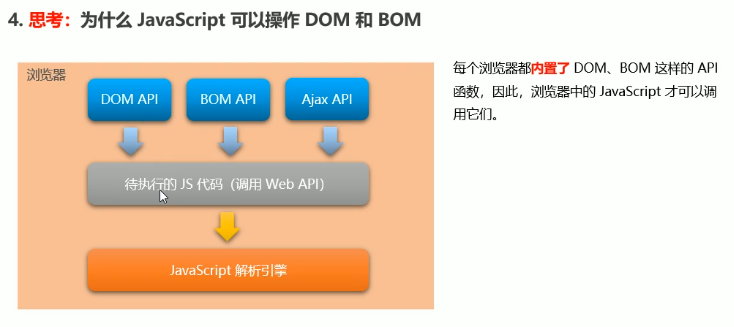 4. 思考：为什么 JavaScript 可以操作 DOM 和 BOM
浏览器
DOM API
BOM API
Ajax API
待执行的 JS 代码（调用 Web API）
JavaScript 解析引擎
每个浏览器都内置了 DOM、BOM 这样的 API
函数，因此，浏览器中的 JavaScript 才可以调
用它们。